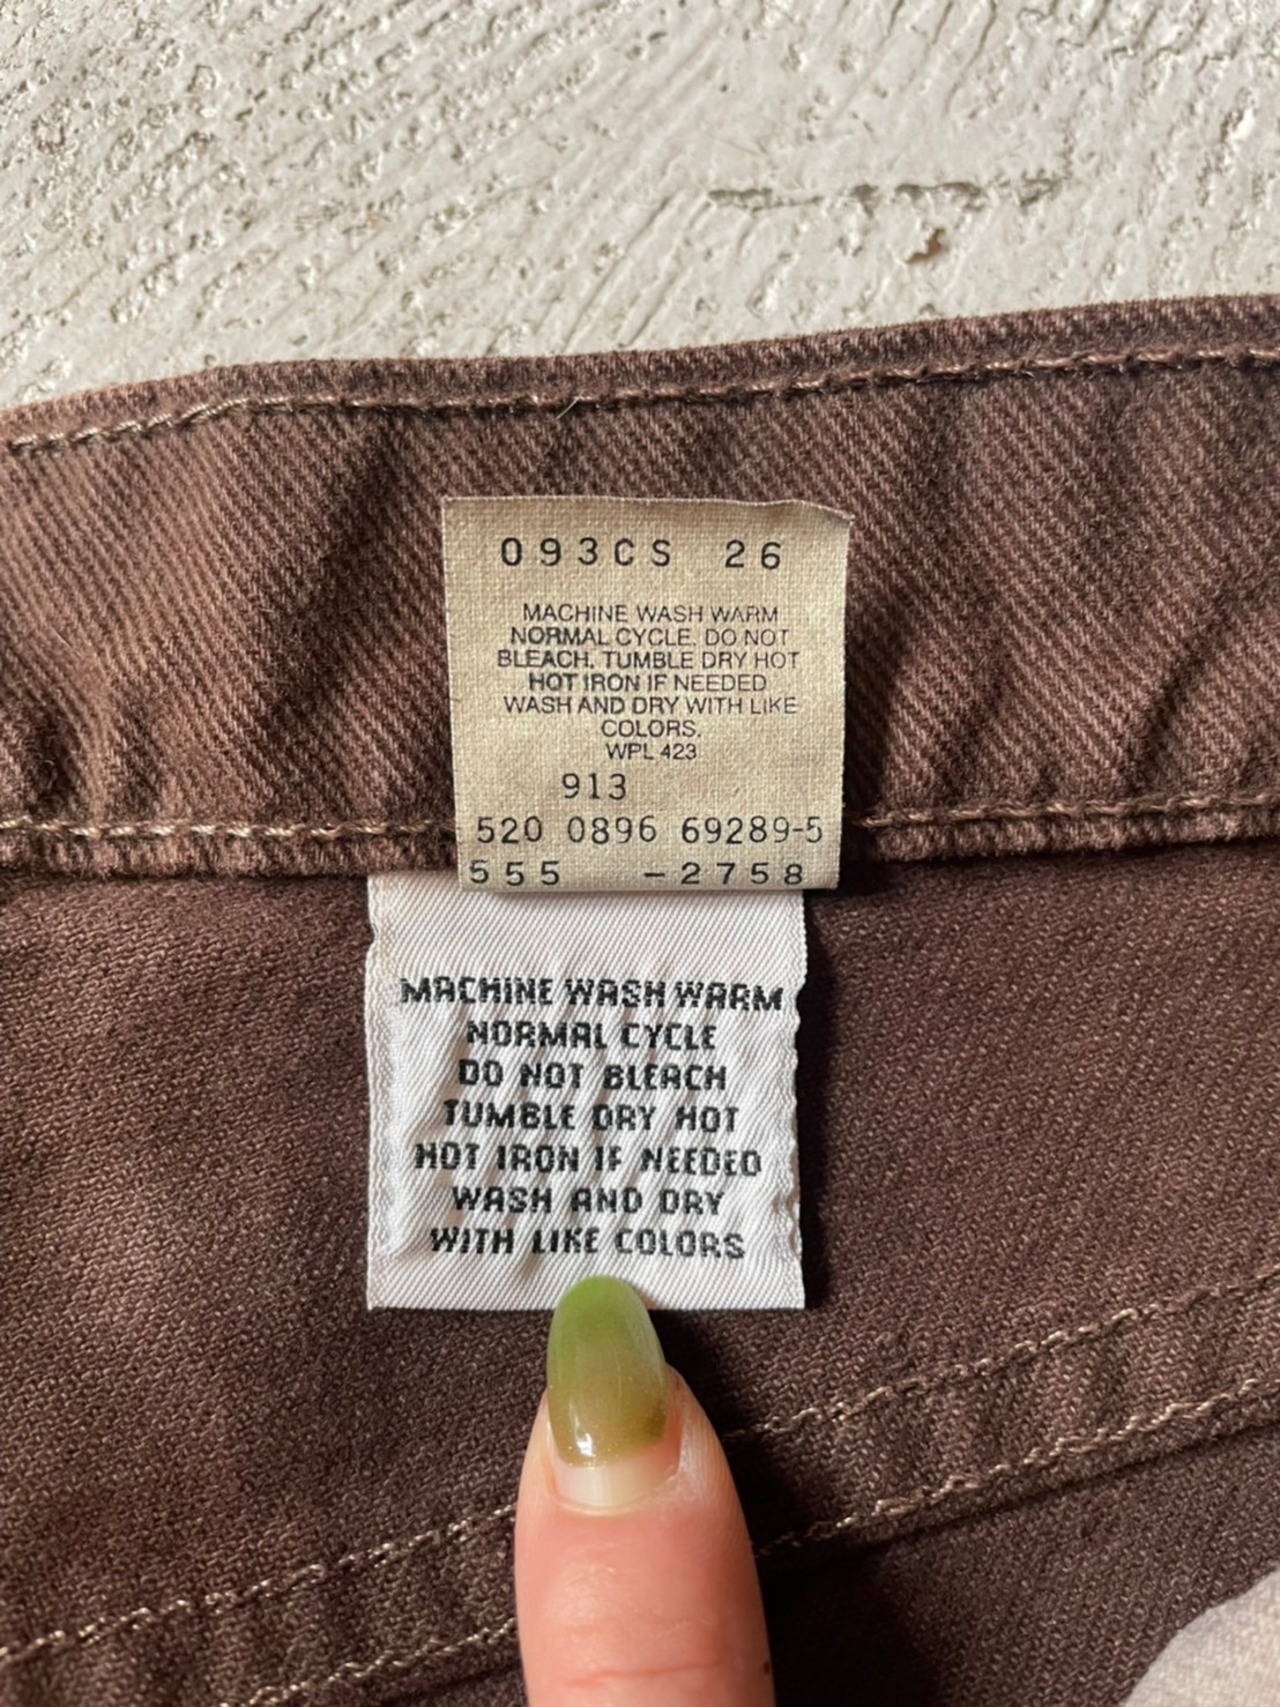 093CS 26
MACHINE WASH WARM
NORMAL CYCLE. DO NOT
BLEACH. TUMBLE DRY HOT
HOT IRON IF NEEDED
WASH AND DRY WITH LIKE
COLORS.
WPL 423
913
520 0896 69289-5
555 -2758
MACHINE WASH WARM
NORMAL CYCLE
DO NOT BLEACH
TUMBLE DRY HOT
HOT IRON IF NEEDED
WASH AND DRY
WITH LIKE COLORS